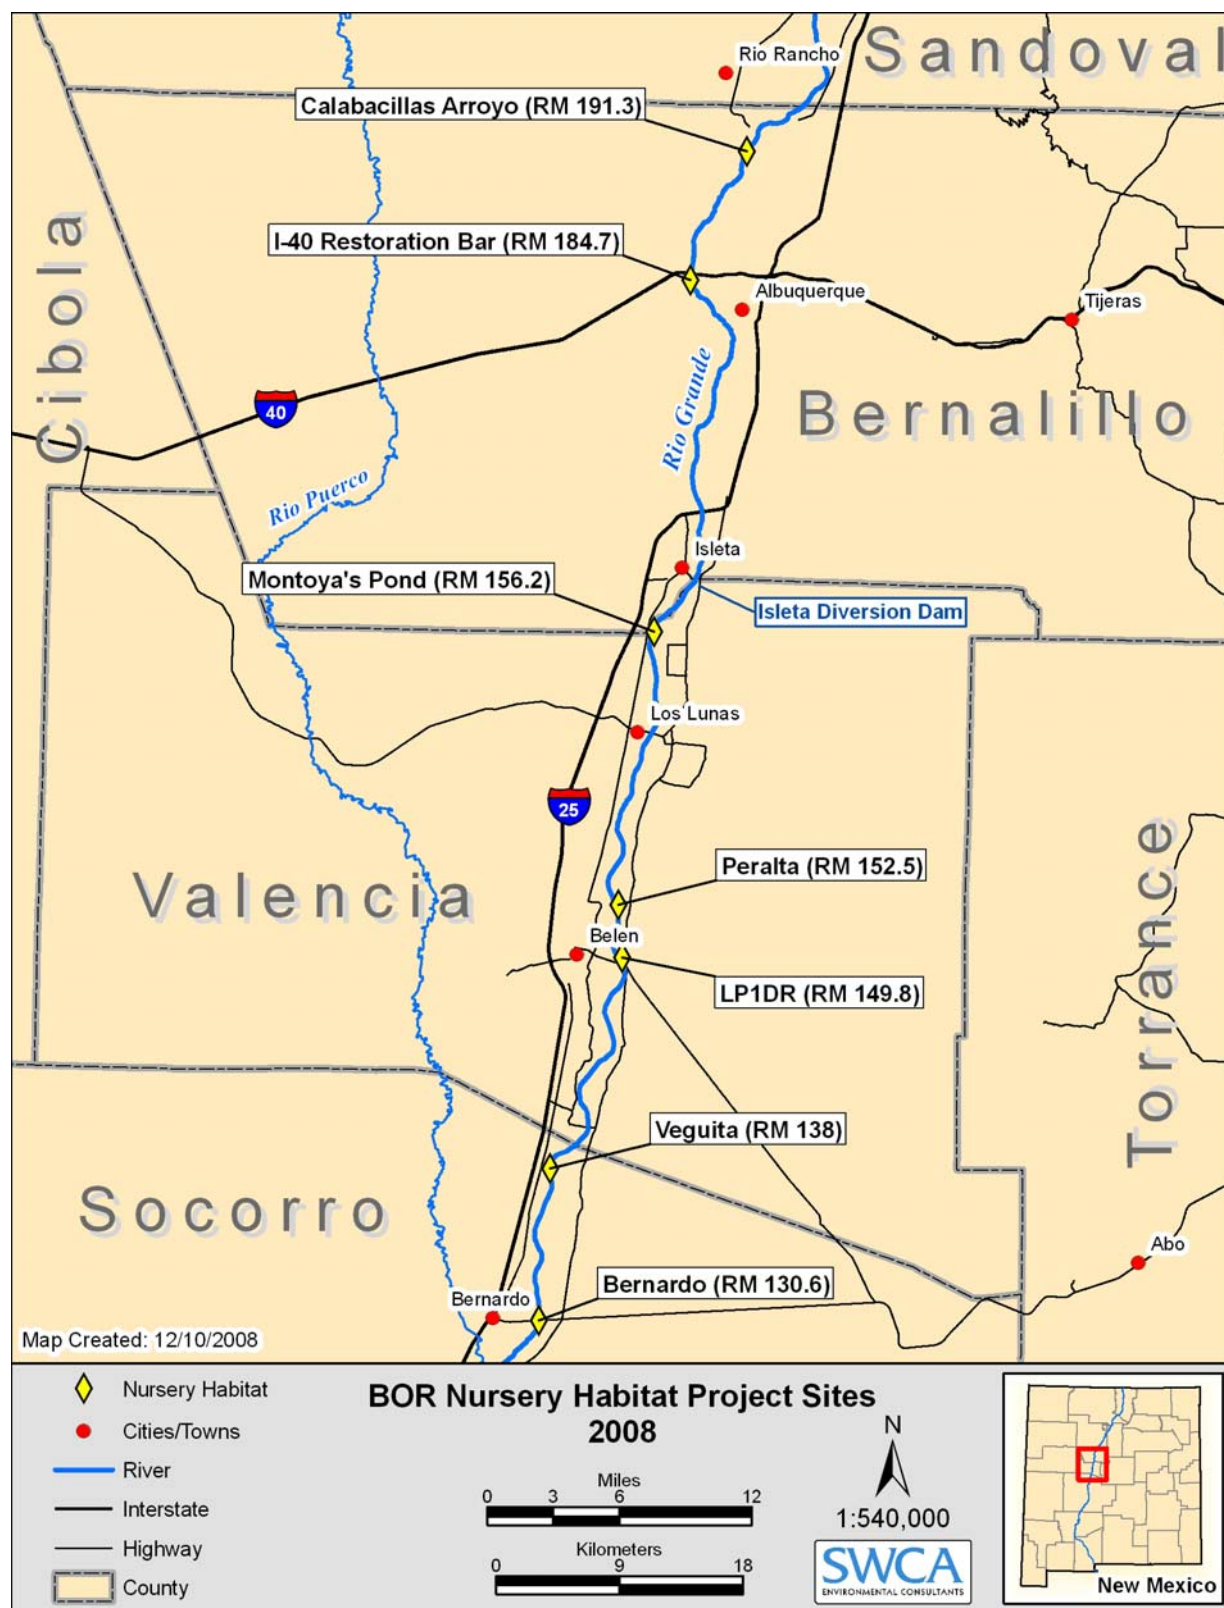 Rio Rancho
Sandoval
Calabacillas Arroyo (RM 191.3)
I-40 Restoration Bar (RM 184.7)
Cibola
Albuquerque
Tijeras
40
Rio Grande
Bernalillo
Rio Puerco
Isleta
Montoya's Pond (RM 156.2)
Isleta Diversion Dam
Los Lunas
25
Peralta (RM 152.5)
Valencia
Belen
LP1DR (RM 149.8)
Torrance
Veguita (RM 138)
Socorro
Abo
Bernardo (RM 130.6)
Bernardo
Map Created: 12/10/2008
Nursery Habitat
Cities/Towns
River
Interstate
Highway
County
BOR Nursery Habitat Project Sites
2008
Miles
0 3 6 12
Kilometers
0 9 18
N
1:540,000
SWCA
ENVIRONMENTAL CONSULTANTS
New Mexico